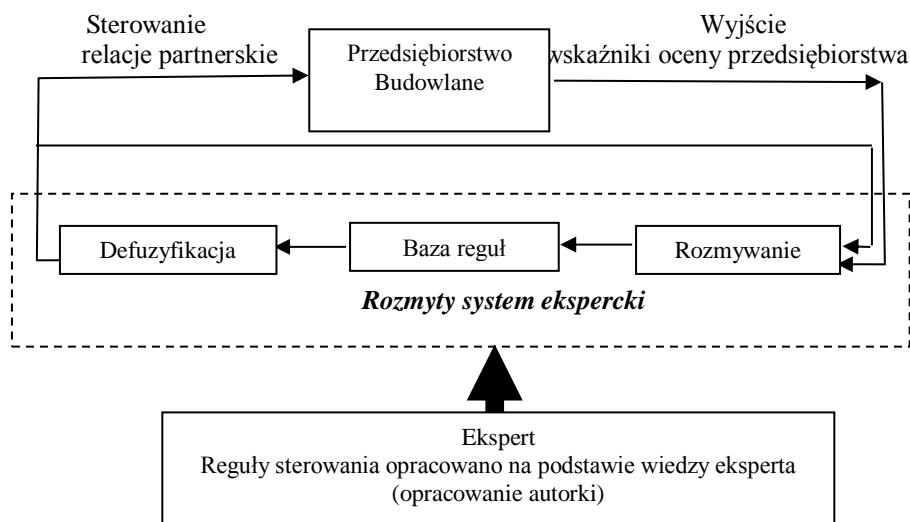 Sterowanie
relacje partnerskie
Przedsiębiorstwo
Budowlane
Wyjście
wskaźniki oceny przedsiębiorstwa
Defuzyfikacja
Baza reguł
Rozmywanie
Rozmyty system ekspercki
Ekspert
Reguły sterowania opracowano na podstawie wiedzy eksperta
(opracowanie autorki)